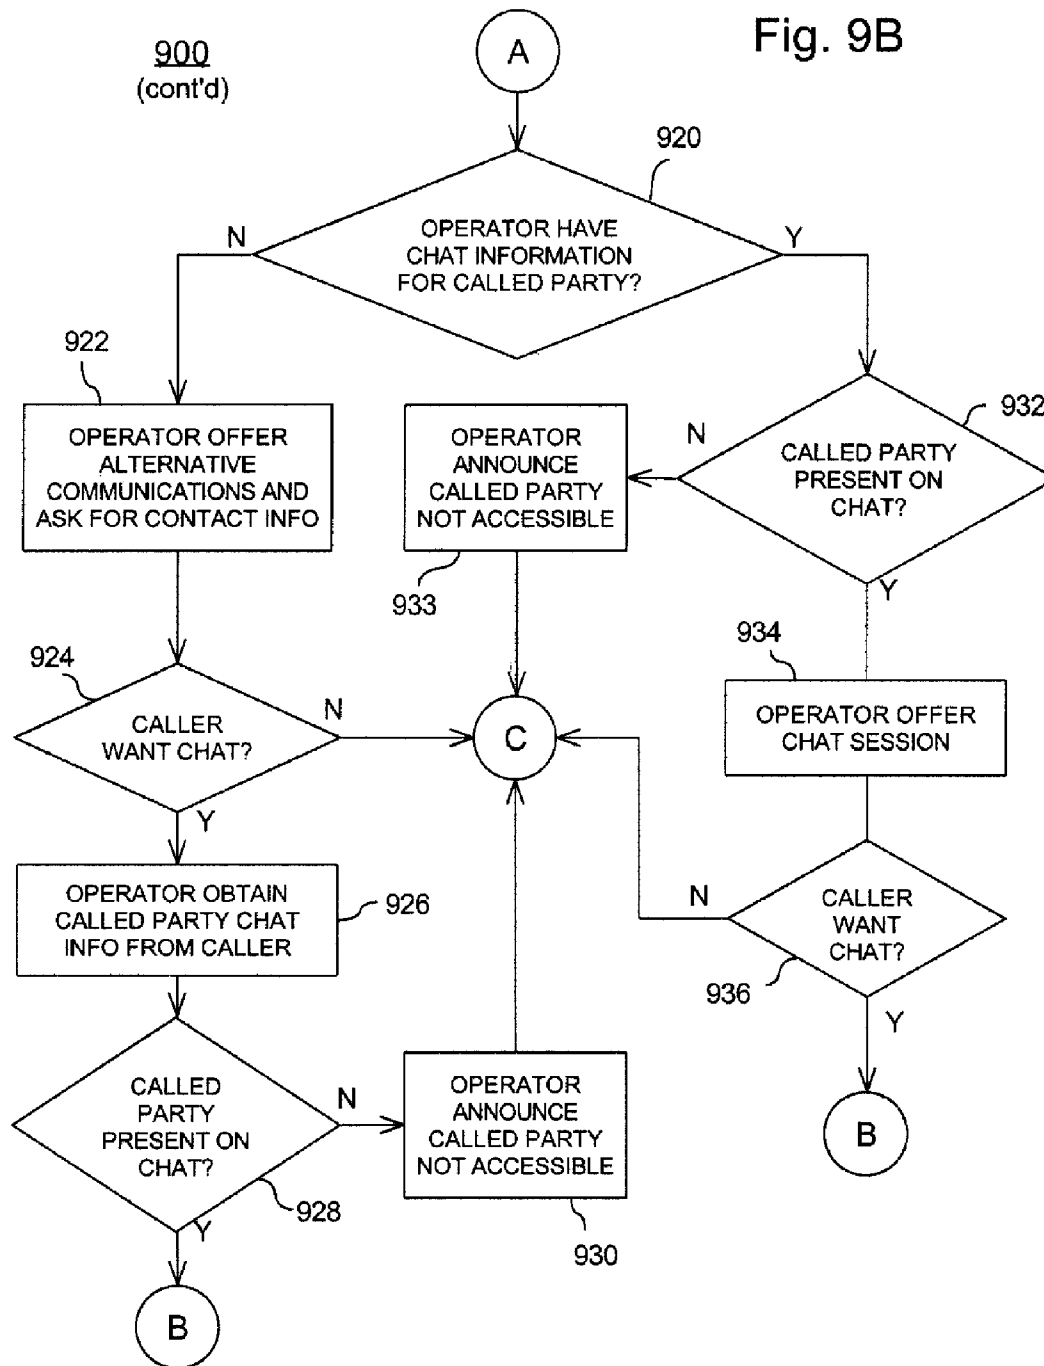 900
(cont'd)
Fig. 9B
A
920
OPERATOR HAVE
CHAT INFORMATION
FOR CALLED PARTY?
N
Y
922
OPERATOR OFFER
ALTERNATIVE
COMMUNICATIONS AND
ASK FOR CONTACT INFO
OPERATOR
ANNOUNCE
CALLED PARTY
NOT ACCESSIBLE
933
N
932
CALLED PARTY
PRESENT ON
CHAT?
Y
934
OPERATOR OFFER
CHAT SESSION
924
CALLER
WANT CHAT?
N
C
Y
926
OPERATOR OBTAIN
CALLED PARTY CHAT
INFO FROM CALLER
N
CALLER
WANT
CHAT?
936
Y
B
CALLED
PARTY
PRESENT ON
CHAT?
N
928
Y
OPERATOR
ANNOUNCE
CALLED PARTY
NOT ACCESSIBLE
930
B